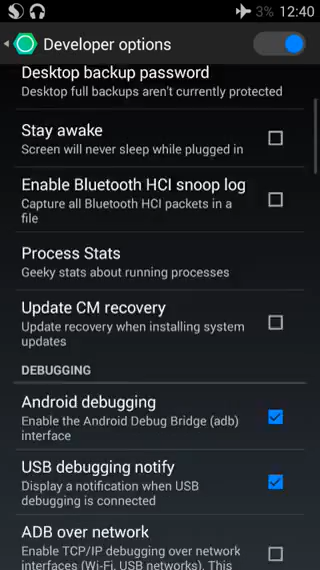 3% 12:40
Developer options
Desktop backup password
Desktop full backups aren't currently protected
Stay awake
Screen will never sleep while plugged in
Enable Bluetooth HCI snoop log
Capture all Bluetooth HCI packets in a
file
Process Stats
Geeky stats about running processes
Update CM recovery
Update recovery when installing system
updates
DEBUGGING
Android debugging
Enable the Android Debug Bridge (adb)
interface
USB debugging notify
Display a notification when USB
debugging is connected
ADB over network
Enable TCP/IP debugging over network
interfaces (Wi-Fi, USB networks). This